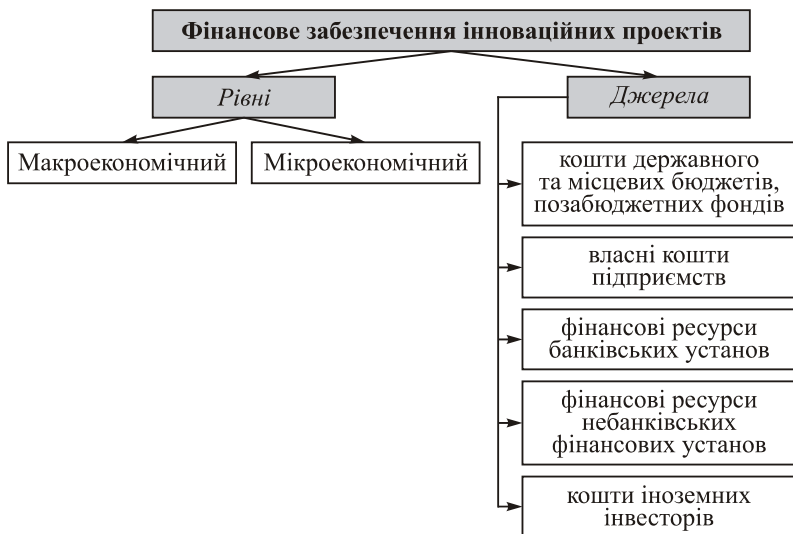 Фінансове забезпечення інноваційних проектів
Рівні
Джерела
Макроекономічний
Мікроекономічний
кошти державного
та місцевих бюджетів,
позабюджетних фондів
власні кошти
підприємств
фінансові ресурси
банківських установ
фінансові ресурси
небанківських
фінансових установ
кошти іноземних
інвесторів